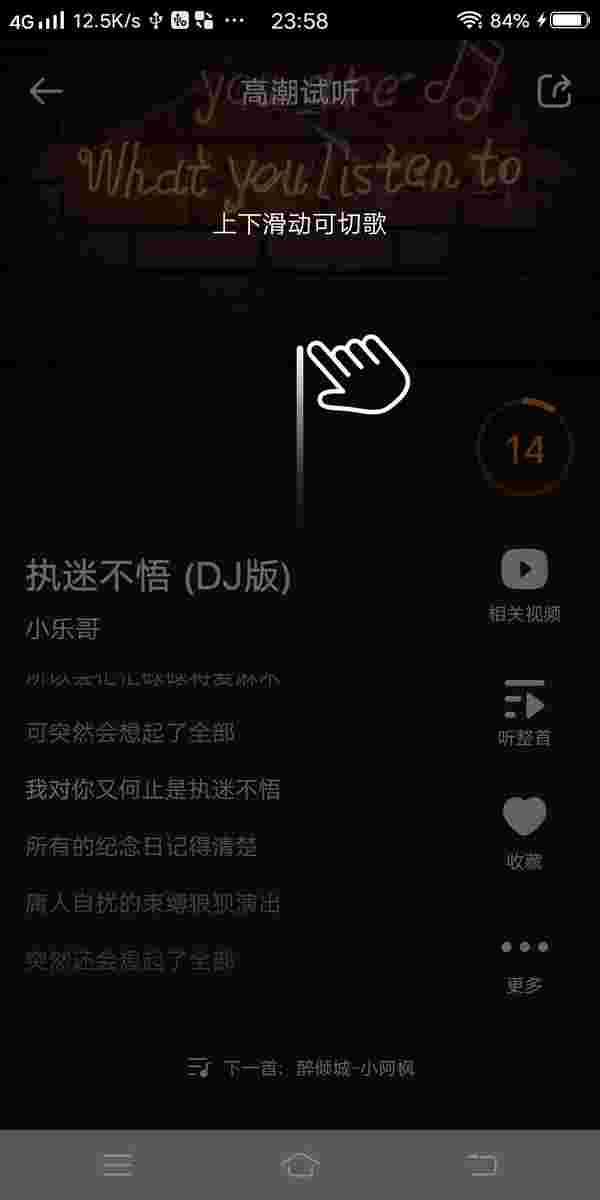 4G 12.5K/s ··· 23:58 84%
you are
高潮试听
What you listen to
上下滑动可切歌
14
执迷不悟 (DJ版)
小乐哥
相关视频
可突然会想起了全部
听整首
我对你又何止是执迷不悟
所有的纪念日记得清楚
收藏
庸人自扰的束缚狼狈演出
突然还会想起了全部
更多
下一首：醉倾城-小阿枫